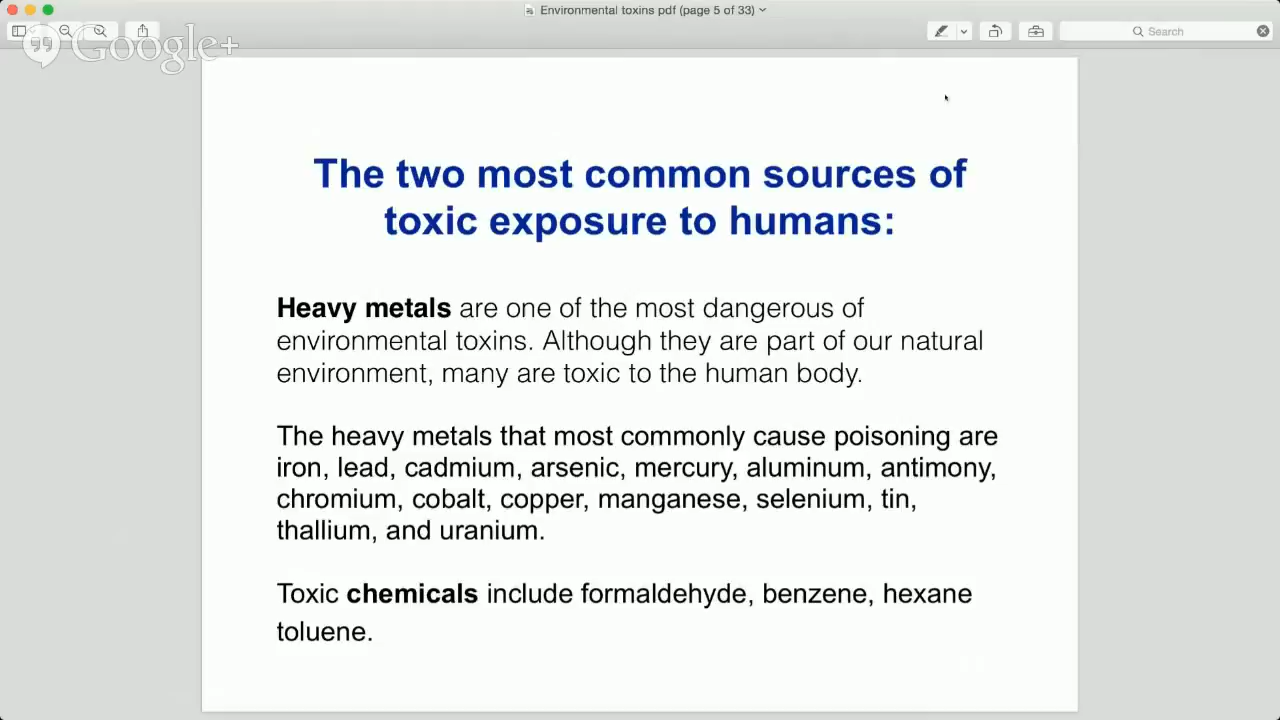 Environmental toxins pdf (page 5 of 33)
Search
Google+
The two most common sources of
toxic exposure to humans:
Heavy metals are one of the most dangerous of
environmental toxins. Although they are part of our natural
environment, many are toxic to the human body.
The heavy metals that most commonly cause poisoning are
iron, lead, cadmium, arsenic, mercury, aluminum, antimony,
chromium, cobalt, copper, manganese, selenium, tin,
thallium, and uranium.
Toxic chemicals include formaldehyde, benzene, hexane
toluene.